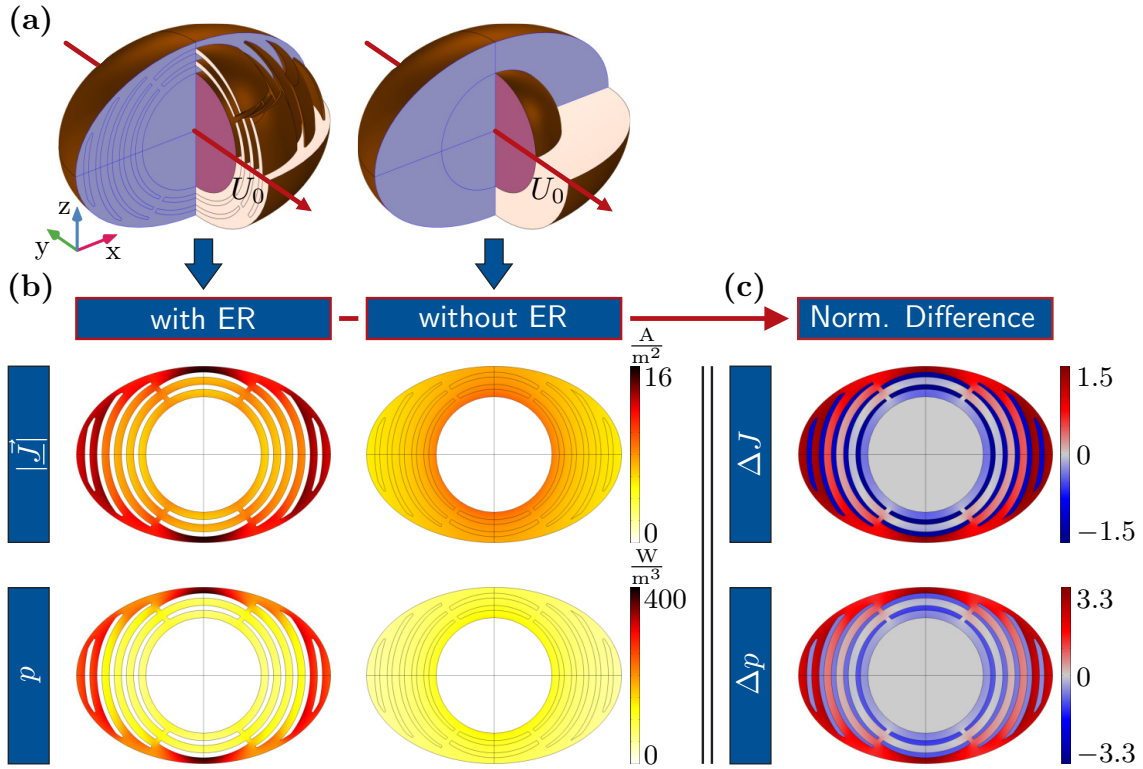 (a)
U₀
U₀
z
y
x
(b)
(c)
with ER
without ER
Norm. Difference
A/m²
|J⃗|
16
0
ΔJ
1.5
0
−1.5
W/m³
p
400
0
Δp
3.3
0
−3.3